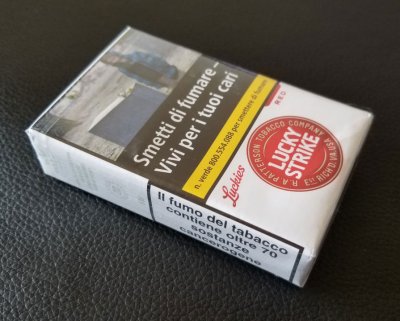 Smetti di fumare –
Vivi per i tuoi cari
n. verde 800.554.088 per smettere di fumare
RED
Luckies
R.A. PATTERSON TOBACCO COMPANY
LUCKY
STRIKE
Il fumo del tabacco
contiene oltre 70
sostanze
cancerogene